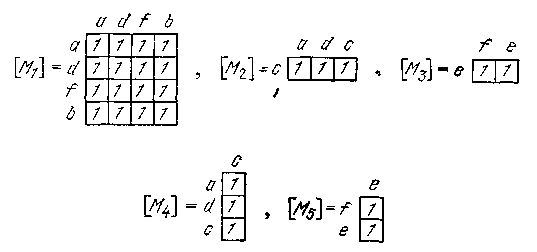 a d f b
a 1 1 1 1
[M1]= d 1 1 1 1 , [M2]= c 1 1 1 , [M3]= e 1 1
f 1 1 1 1
b 1 1 1 1
a d c
f e
c
a 1
[M4]= d 1 , [M5]= f 1
c 1 e 1
e